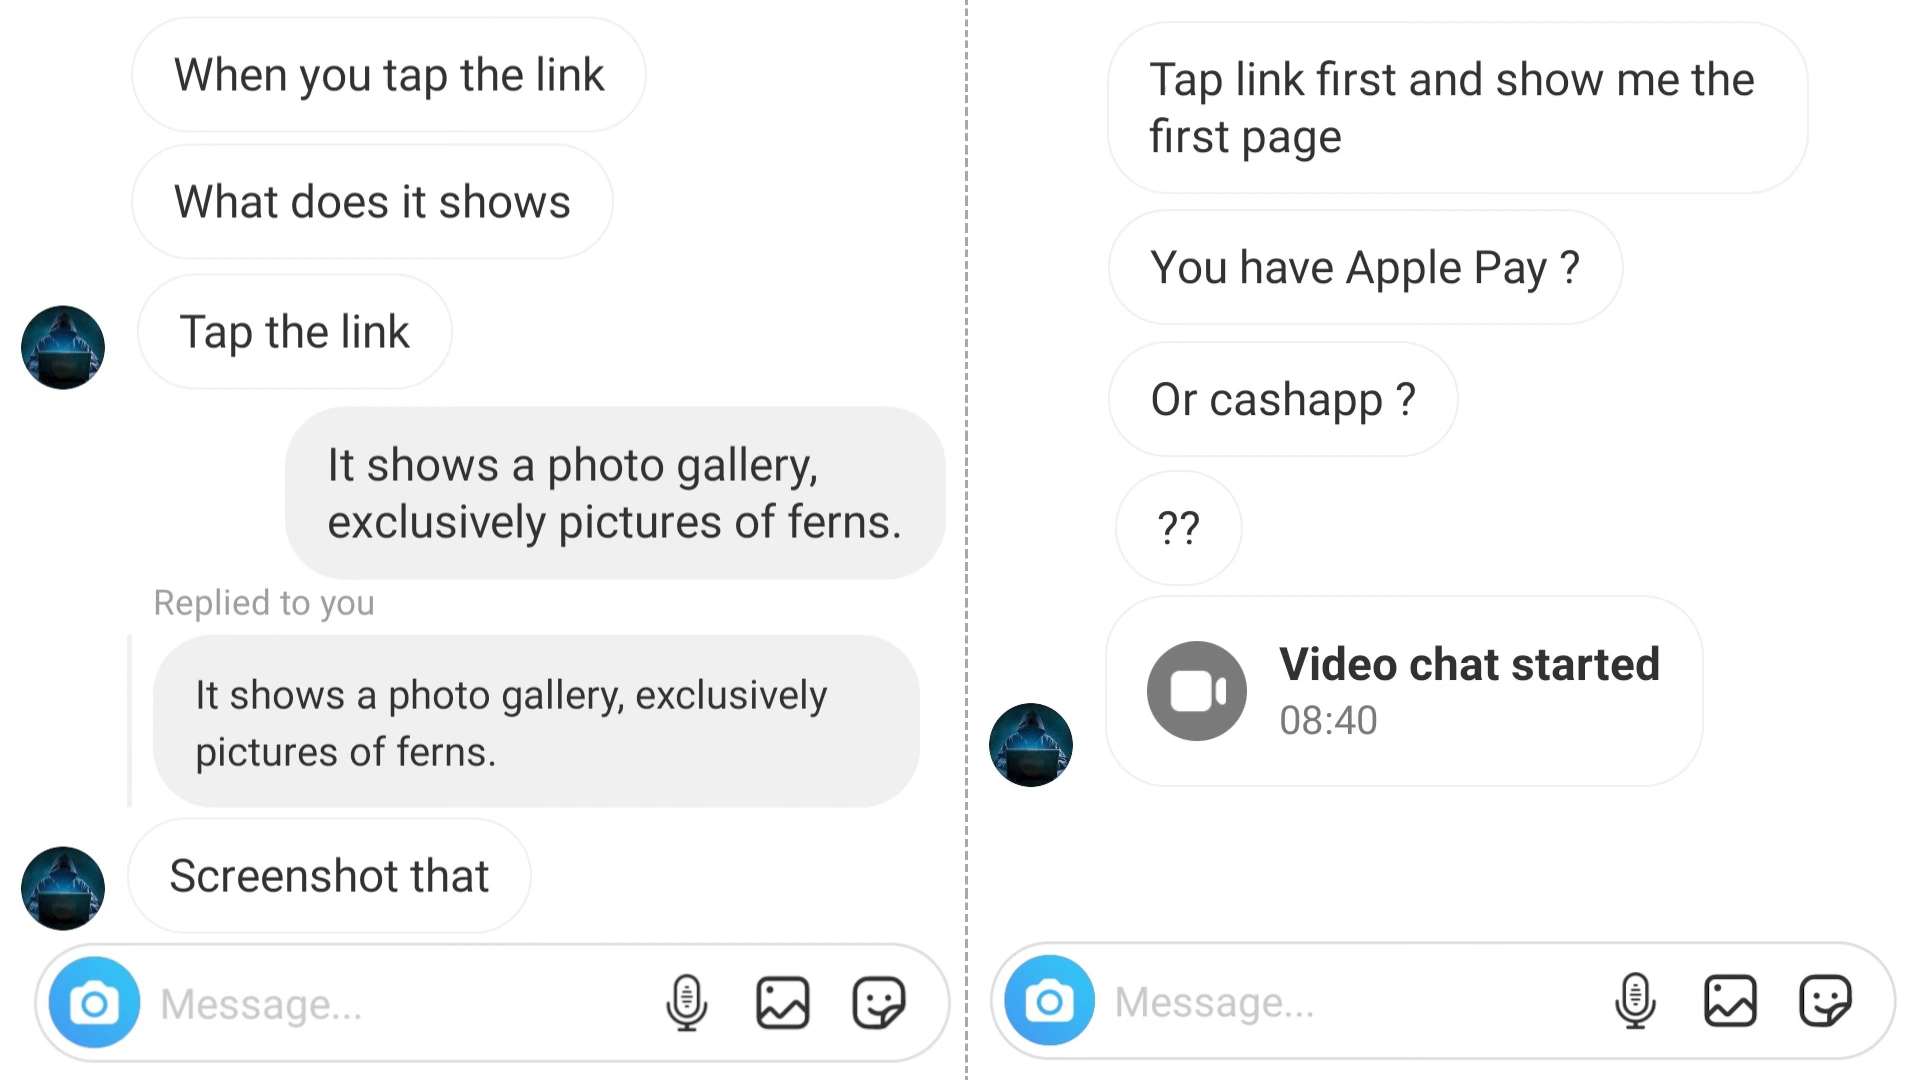 When you tap the link
What does it shows
Tap the link
It shows a photo gallery,
exclusively pictures of ferns.
Replied to you
It shows a photo gallery, exclusively
pictures of ferns.
Screenshot that
Message...
Tap link first and show me the
first page
You have Apple Pay ?
Or cashapp ?
??
Video chat started
08:40
Message...